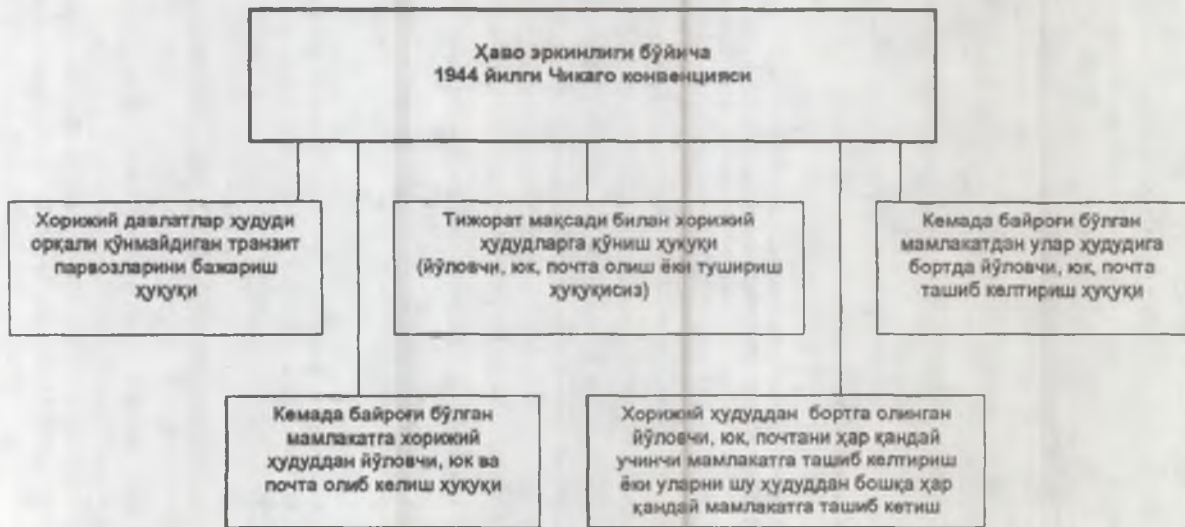 Ҳаво эркинлиги бўйича
1944 йилги Чикаго конвенцияси
Хорижий давлатлар ҳудуди
орқали қўнмайдиган транзит
парвозларини бажариш
ҳуқуқи
Тижорат мақсади билан хорижий
ҳудудларга қўниш ҳуқуқи
(йўловчи, юк, почта олиш ёки тушириш
ҳуқуқисиз)
Кемада байроғи бўлган
мамлакатдан улар ҳудудига
бортда йўловчи, юк, почта
ташиб келтириш ҳуқуқи
Кемада байроғи бўлган
мамлакатга хорижий
ҳудуддан йўловчи, юк ва
почта олиб келиш ҳуқуқи
Хорижий ҳудуддан бортга олинган
йўловчи, юк, почтани ҳар қандай
учинчи мамлакатга ташиб келтириш
ёки уларни шу ҳудуддан бошқа ҳар
қандай мамлакатга ташиб кетиш